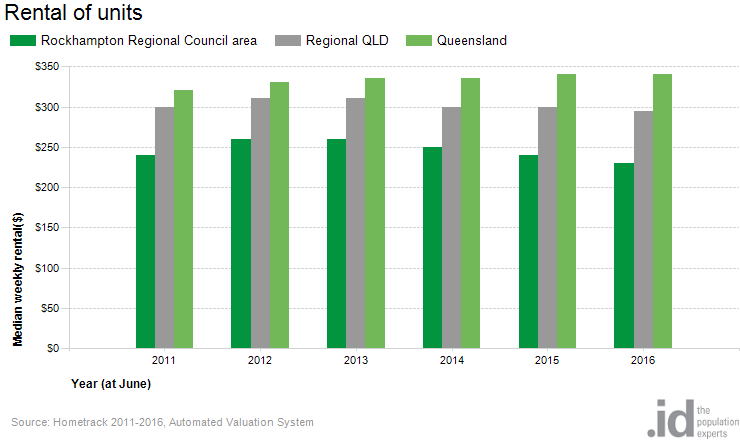 Rental of units
Rockhampton Regional Council area Regional QLD Queensland
$350
$300
$250
$200
$150
$100
$50
$0
Median weekly rental($)
2011 2012 2013 2014 2015 2016
Year (at June)
Source: Hometrack 2011-2016, Automated Valuation System
.id the population experts